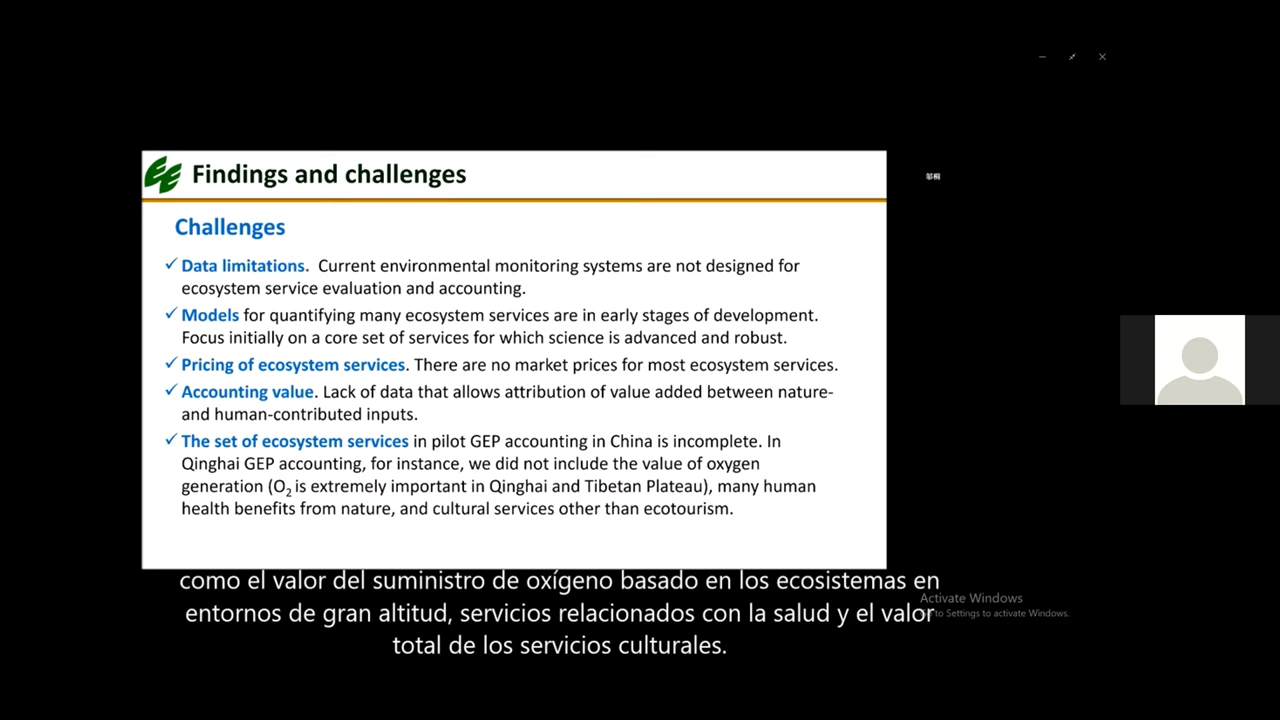 Findings and challenges
Challenges
✓ Data limitations. Current environmental monitoring systems are not designed for
ecosystem service evaluation and accounting.
✓ Models for quantifying many ecosystem services are in early stages of development.
Focus initially on a core set of services for which science is advanced and robust.
✓ Pricing of ecosystem services. There are no market prices for most ecosystem services.
✓ Accounting value. Lack of data that allows attribution of value added between nature-
and human-contributed inputs.
✓ The set of ecosystem services in pilot GEP accounting in China is incomplete. In
Qinghai GEP accounting, for instance, we did not include the value of oxygen
generation (O₂ is extremely important in Qinghai and Tibetan Plateau), many human
health benefits from nature, and cultural services other than ecotourism.
como el valor del suministro de oxígeno basado en los ecosistemas en
entornos de gran altitud, servicios relacionados con la salud y el valor
total de los servicios culturales.
Activate Windows
to Settings to activate Windows.